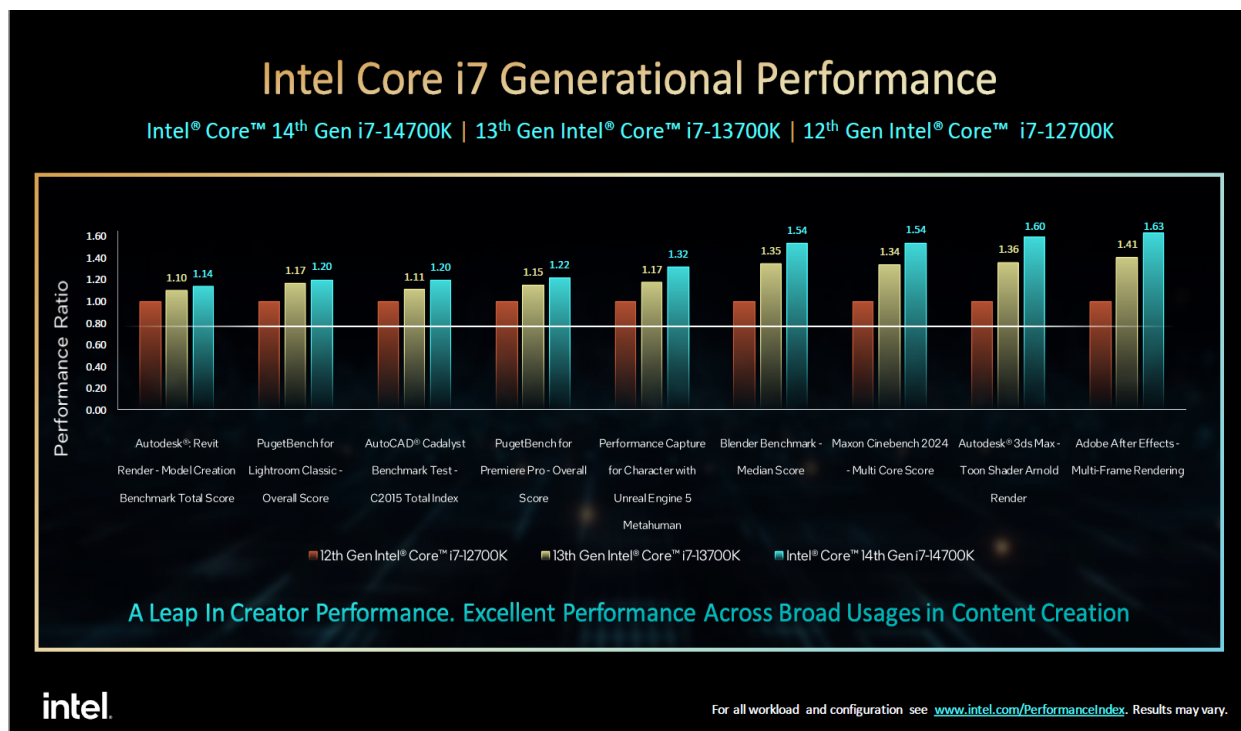 Intel Core i7 Generational Performance
Intel® Core™ 14th Gen i7-14700K | 13th Gen Intel® Core™ i7-13700K | 12th Gen Intel® Core™ i7-12700K
Performance Ratio
1.60
1.40
1.20
1.00
0.80
0.60
0.40
0.20
0.00
1.10 1.14
1.17 1.20
1.11 1.20
1.15 1.22
1.17 1.32
1.35 1.54
1.34 1.54
1.36 1.60
1.41 1.63
Autodesk®: Revit
Render - Model Creation
Benchmark Total Score
PugetBench for
Lightroom Classic -
Overall Score
AutoCAD® Cadalyst
Benchmark Test -
C2015 Total Index
PugetBench for
Premiere Pro - Overall
Score
Performance Capture
for Character with
Unreal Engine 5
Metahuman
Blender Benchmark -
Median Score
Maxon Cinebench 2024
- Multi Core Score
Autodesk® 3ds Max -
Toon Shader Arnold
Render
Adobe After Effects -
Multi-Frame Rendering
12th Gen Intel® Core™ i7-12700K
13th Gen Intel® Core™ i7-13700K
Intel® Core™ 14th Gen i7-14700K
A Leap In Creator Performance. Excellent Performance Across Broad Usages in Content Creation
intel.
For all workload and configuration see www.intel.com/PerformanceIndex. Results may vary.